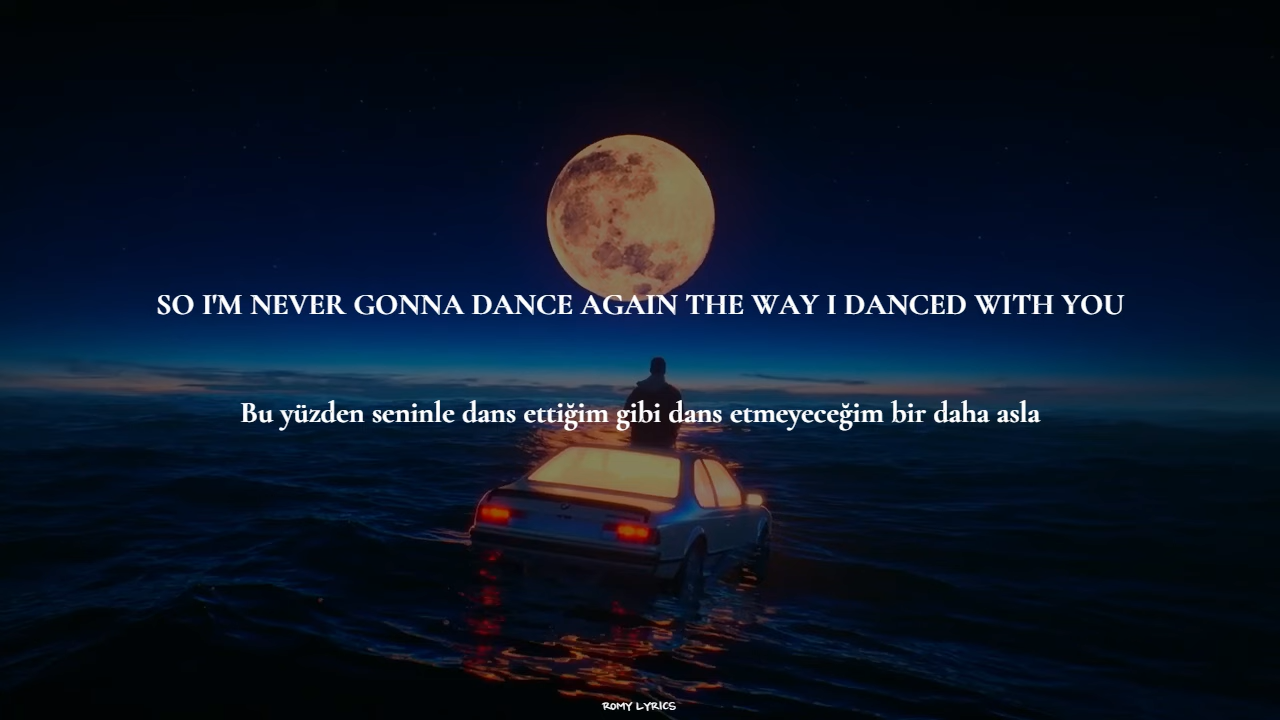 SO I'M NEVER GONNA DANCE AGAIN THE WAY I DANCED WITH YOU
Bu yüzden seninle dans ettiğim gibi dans etmeyeceğim bir daha asla
ROMY LYRICS